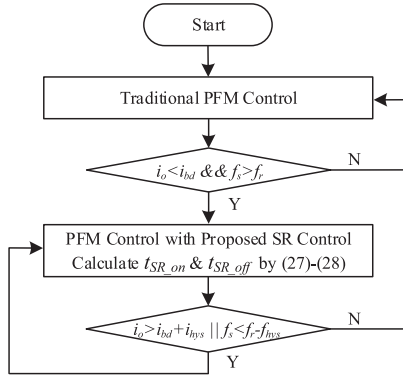 Start
Traditional PFM Control
i_o<i_bd && f_s>f_r
N
Y
PFM Control with Proposed SR Control
Calculate t_SR_on & t_SR_off by (27)-(28)
i_o>i_bd+i_hys || f_s<f_r-f_hys
N
Y